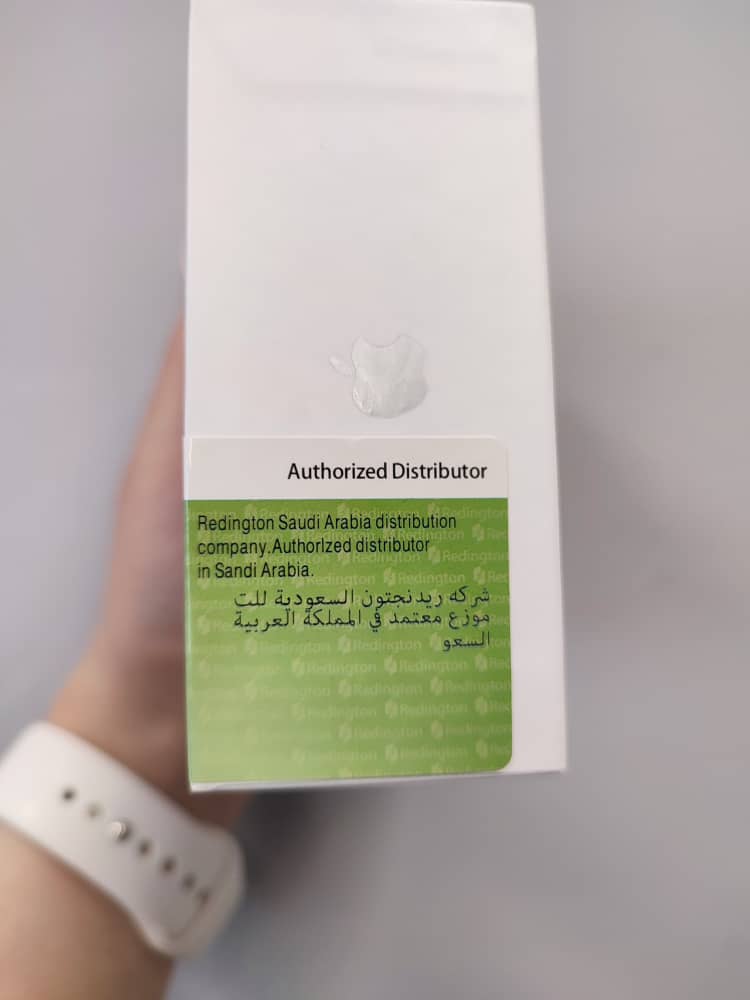 Authorized Distributor
Redington Saudi Arabia distribution
company.Authorlzed distributor
in Sandi Arabia.
شركه ريدنجتون السعودية للت
موزع معتمد في المملكة العربية
السعو
Redington